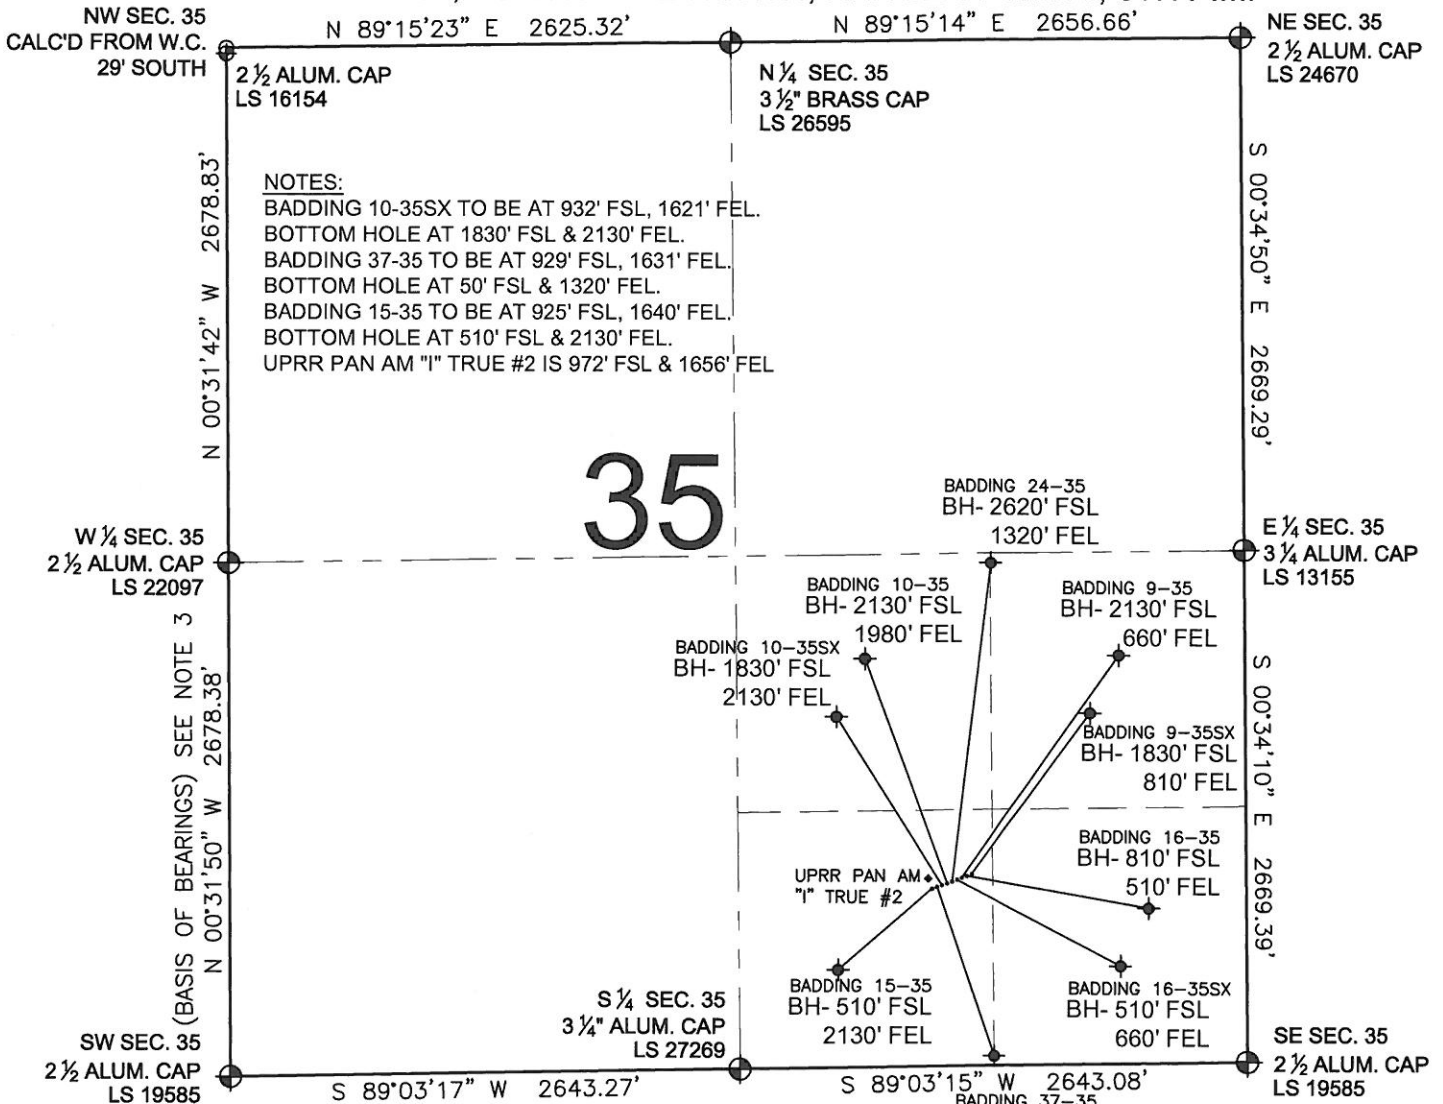 NW SEC. 35
CALC'D FROM W.C.
29' SOUTH
N 89°15'23" E 2625.32'
N 89°15'14" E 2656.66'
NE SEC. 35
2 ½ ALUM. CAP
LS 24670
2 ½ ALUM. CAP
LS 16154
N ¼ SEC. 35
3 ½" BRASS CAP
LS 26595
N 00°31'42" W 2678.83'
S 00°34'50" E 2669.29'
NOTES:
BADDING 10-35SX TO BE AT 932' FSL, 1621' FEL.
BOTTOM HOLE AT 1830' FSL & 2130' FEL.
BADDING 37-35 TO BE AT 929' FSL, 1631' FEL.
BOTTOM HOLE AT 50' FSL & 1320' FEL.
BADDING 15-35 TO BE AT 925' FSL, 1640' FEL.
BOTTOM HOLE AT 510' FSL & 2130' FEL.
UPRR PAN AM "I" TRUE #2 IS 972' FSL & 1656' FEL
35
BADDING 24-35
BH- 2620' FSL
1320' FEL
W ¼ SEC. 35
2 ½ ALUM. CAP
LS 22097
E ¼ SEC. 35
3 ¼ ALUM. CAP
LS 13155
BADDING 10-35
BH- 2130' FSL
1980' FEL
BADDING 9-35
BH- 2130' FSL
660' FEL
BADDING 10-35SX
BH- 1830' FSL
2130' FEL
BADDING 9-35SX
BH- 1830' FSL
810' FEL
(BASIS OF BEARINGS) SEE NOTE 3
N 00°31'50" W 2678.38'
S 00°34'10" E 2669.39'
BADDING 16-35
BH- 810' FSL
510' FEL
UPRR PAN AM
"I" TRUE #2
BADDING 15-35
BH- 510' FSL
2130' FEL
BADDING 16-35SX
BH- 510' FSL
660' FEL
S ¼ SEC. 35
3 ¼" ALUM. CAP
LS 27269
SW SEC. 35
2 ½ ALUM. CAP
LS 19585
SE SEC. 35
2 ½ ALUM. CAP
LS 19585
S 89°03'17" W 2643.27'
S 89°03'15" W 2643.08'
BADDING 37-35